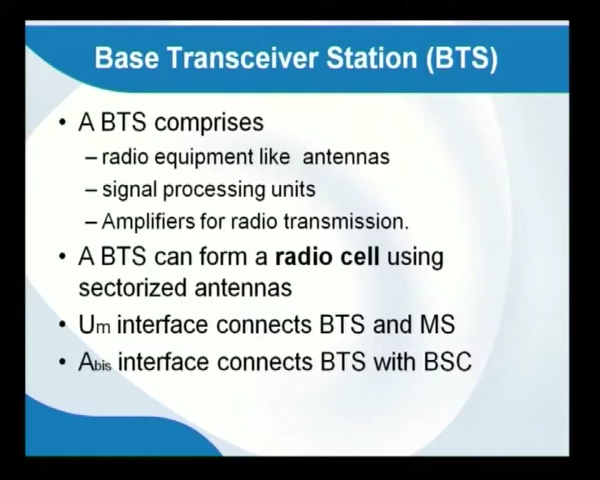 Base Transceiver Station (BTS)
• A BTS comprises
– radio equipment like antennas
– signal processing units
– Amplifiers for radio transmission.
• A BTS can form a radio cell using
sectorized antennas
• Um interface connects BTS and MS
• Abis interface connects BTS with BSC